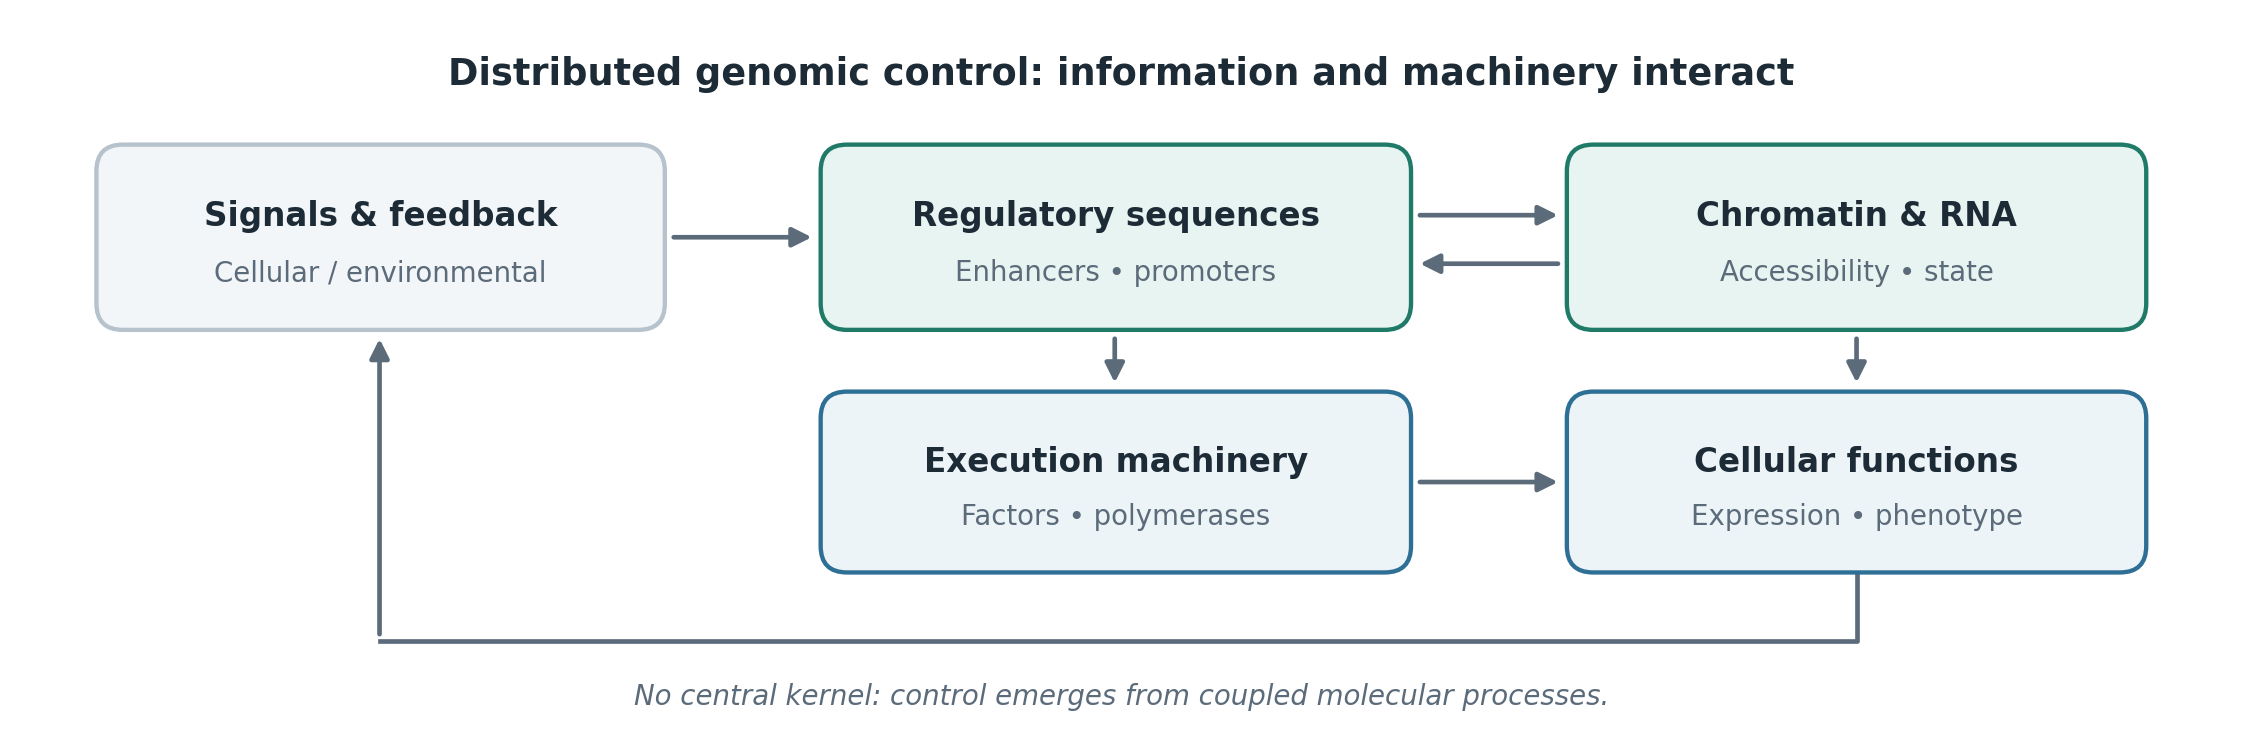 Distributed genomic control: information and machinery interact
Signals & feedback
Cellular / environmental
Regulatory sequences
Enhancers • promoters
Chromatin & RNA
Accessibility • state
Execution machinery
Factors • polymerases
Cellular functions
Expression • phenotype
No central kernel: control emerges from coupled molecular processes.